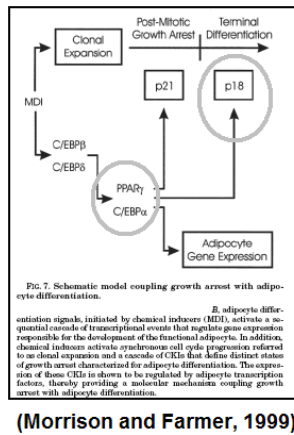 Clonal
Expansion
Post-Mitotic
Growth Arrest
Terminal
Differentiation
p21
p18
MDI
C/EBPβ
C/EBPδ
PPARγ
C/EBPα
Adipocyte
Gene Expression
FIG. 7. Schematic model coupling growth arrest with adipo-
cyte differentiation.
B, adipocyte differ-
entiation signals, initiated by chemical inducers (MDI), activate a se-
quential cascade of transcriptional events that regulate gene expression
responsible for the development of the functional adipocyte. In addition,
chemical inducers activate synchronous cell cycle progression referred
to as clonal expansion and a cascade of CKIs that define distinct states
of growth arrest characterized for adipocyte differentiation. The expres-
sion of these CKIs is shown to be regulated by adipocyte transcription
factors, thereby providing a molecular mechanism coupling growth
arrest with adipocyte differentiation.
(Morrison and Farmer, 1999)